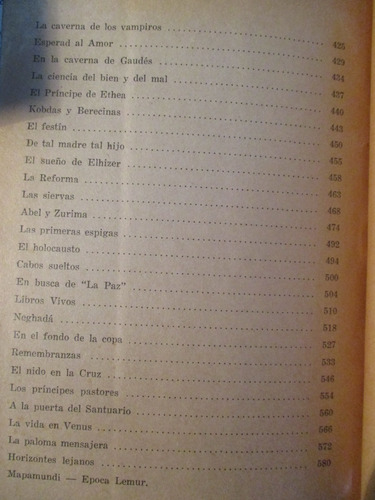 La caverna de los vampiros ........ 425
Esperad al Amor ........ 429
En la caverna de Gaudés ........ 434
La ciencia del bien y del mal ........ 437
El Príncipe de Ethea ........ 440
Kobdas y Berecinas ........ 443
El festín ........ 450
De tal madre tal hijo ........ 455
El sueño de Elhizer ........ 458
La Reforma ........ 463
Las siervas ........ 468
Abel y Zurima ........ 474
Las primeras espigas ........ 492
El holocausto ........ 494
Cabos sueltos ........ 500
En busca de "La Paz" ........ 504
Libros Vivos ........ 510
Neghadá ........ 518
En el fondo de la copa ........ 527
Remembranzas ........ 533
El nido en la Cruz ........ 546
Los príncipes pastores ........ 554
A la puerta del Santuario ........ 560
La vida en Venus ........ 566
La paloma mensajera ........ 572
Horizontes lejanos ........ 580
Mapamundi — Epoca Lemur.